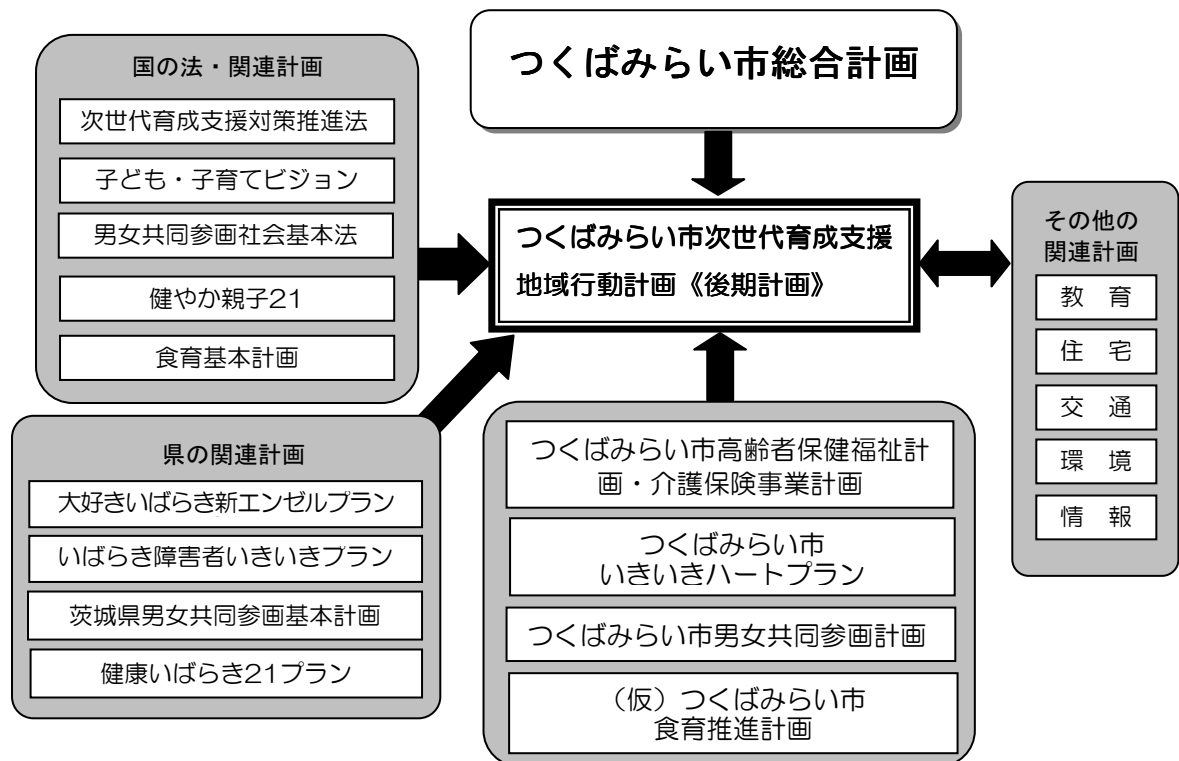 国の法・関連計画
次世代育成支援対策推進法
子ども・子育てビジョン
男女共同参画社会基本法
健やか親子21
食育基本計画
つくばみらい市総合計画
つくばみらい市次世代育成支援
地域行動計画《後期計画》
その他の
関連計画
教　育
住　宅
交　通
環　境
情　報
県の関連計画
大好きいばらき新エンゼルプラン
いばらき障害者いきいきプラン
茨城県男女共同参画基本計画
健康いばらき21プラン
つくばみらい市高齢者保健福祉計
画・介護保険事業計画
つくばみらい市
いきいきハートプラン
つくばみらい市男女共同参画計画
（仮）つくばみらい市
食育推進計画